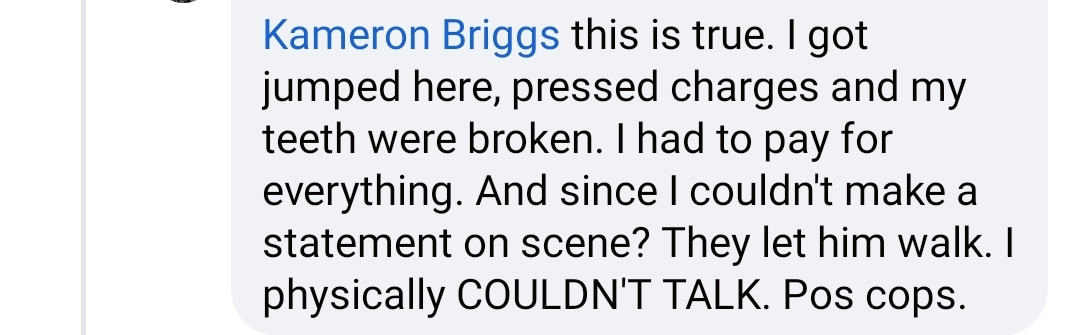 Kameron Briggs this is true. I got
jumped here, pressed charges and my
teeth were broken. I had to pay for
everything. And since I couldn't make a
statement on scene? They let him walk. I
physically COULDN'T TALK. Pos cops.